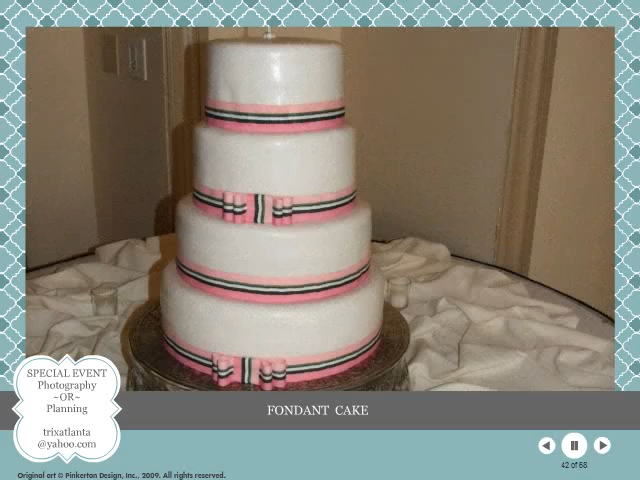 SPECIAL EVENT
Photography
~OR~
Planning
trixatlanta
@yahoo.com
FONDANT CAKE
42 of 55
Original art © Pinkerton Design, Inc., 2009. All rights reserved.